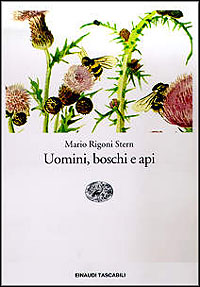 Mario Rigoni Stern
Uomini, boschi e api
EINAUDI TASCABILI